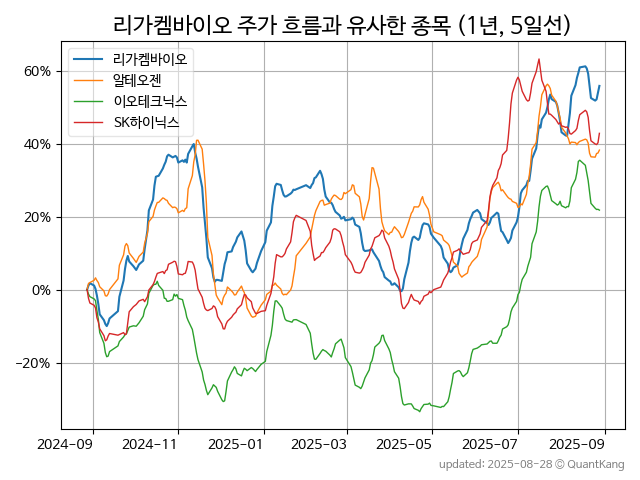 리가켐바이오 주가 흐름과 유사한 종목 (1년, 5일선)
리가켐바이오
알테오젠
이오테크닉스
SK하이닉스
60%
40%
20%
0%
−20%
2024-09 2024-11 2025-01 2025-03 2025-05 2025-07 2025-09
updated: 2025-08-28 © QuantKang